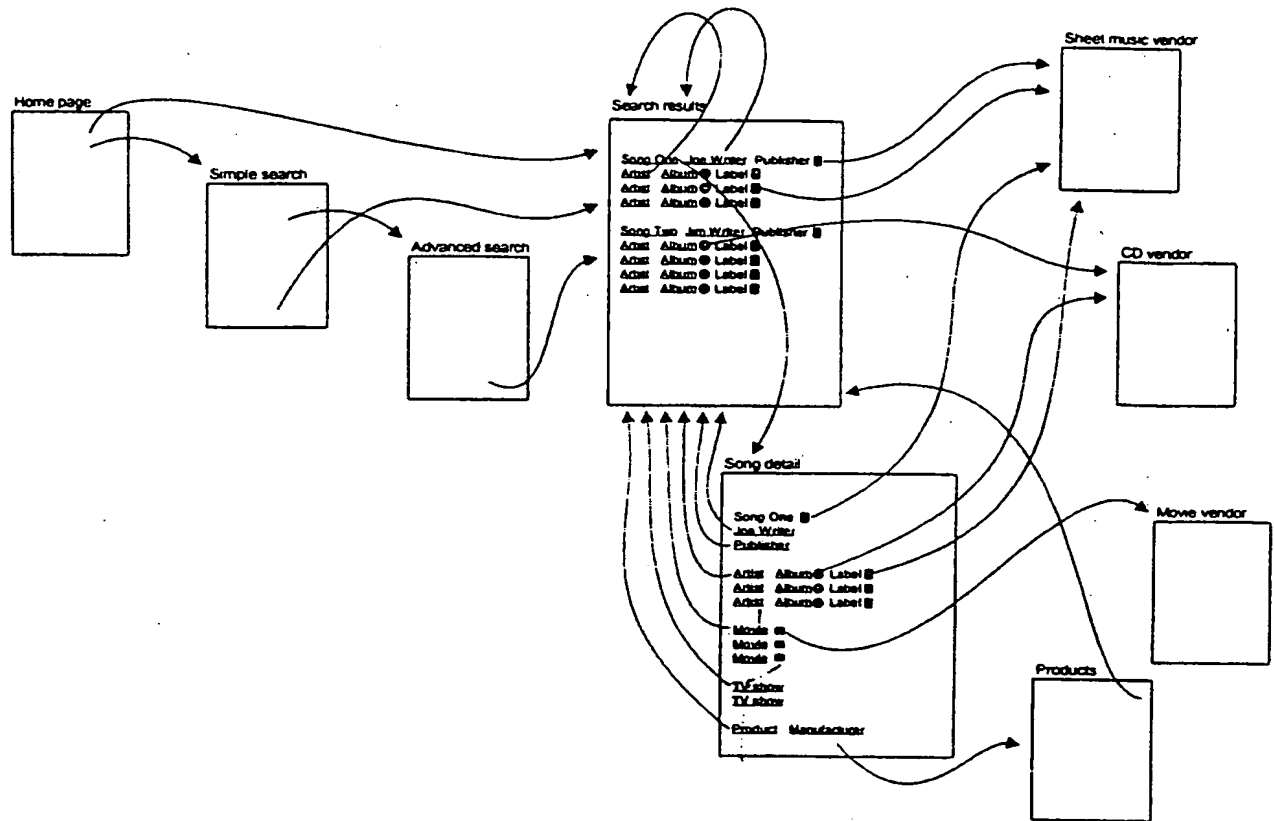 Home page
Simple search
Advanced search
Search results
Song One Joe Writer Publisher
Artist Album Label
Artist Album Label
Artist Album Label
Song Two Jim Writer Publisher
Artist Album Label
Artist Album Label
Artist Album Label
Artist Album Label
Sheet music vendor
CD vendor
Song detail
Song One
Joe Writer
Publisher
Artist Album Label
Artist Album Label
Artist Album Label
Movie
Movie
Movie
TV show
TV show
Product Manufacturer
Movie vendor
Products